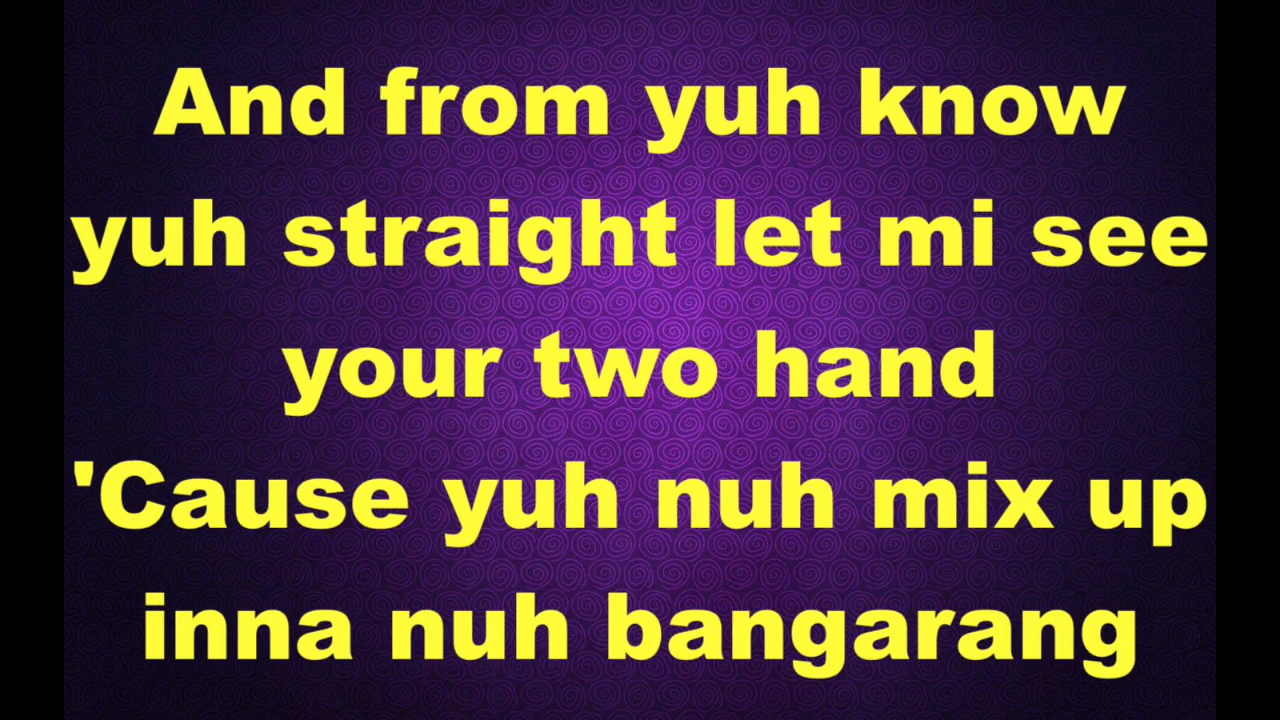 And from yuh know
yuh straight let mi see
your two hand
'Cause yuh nuh mix up
inna nuh bangarang